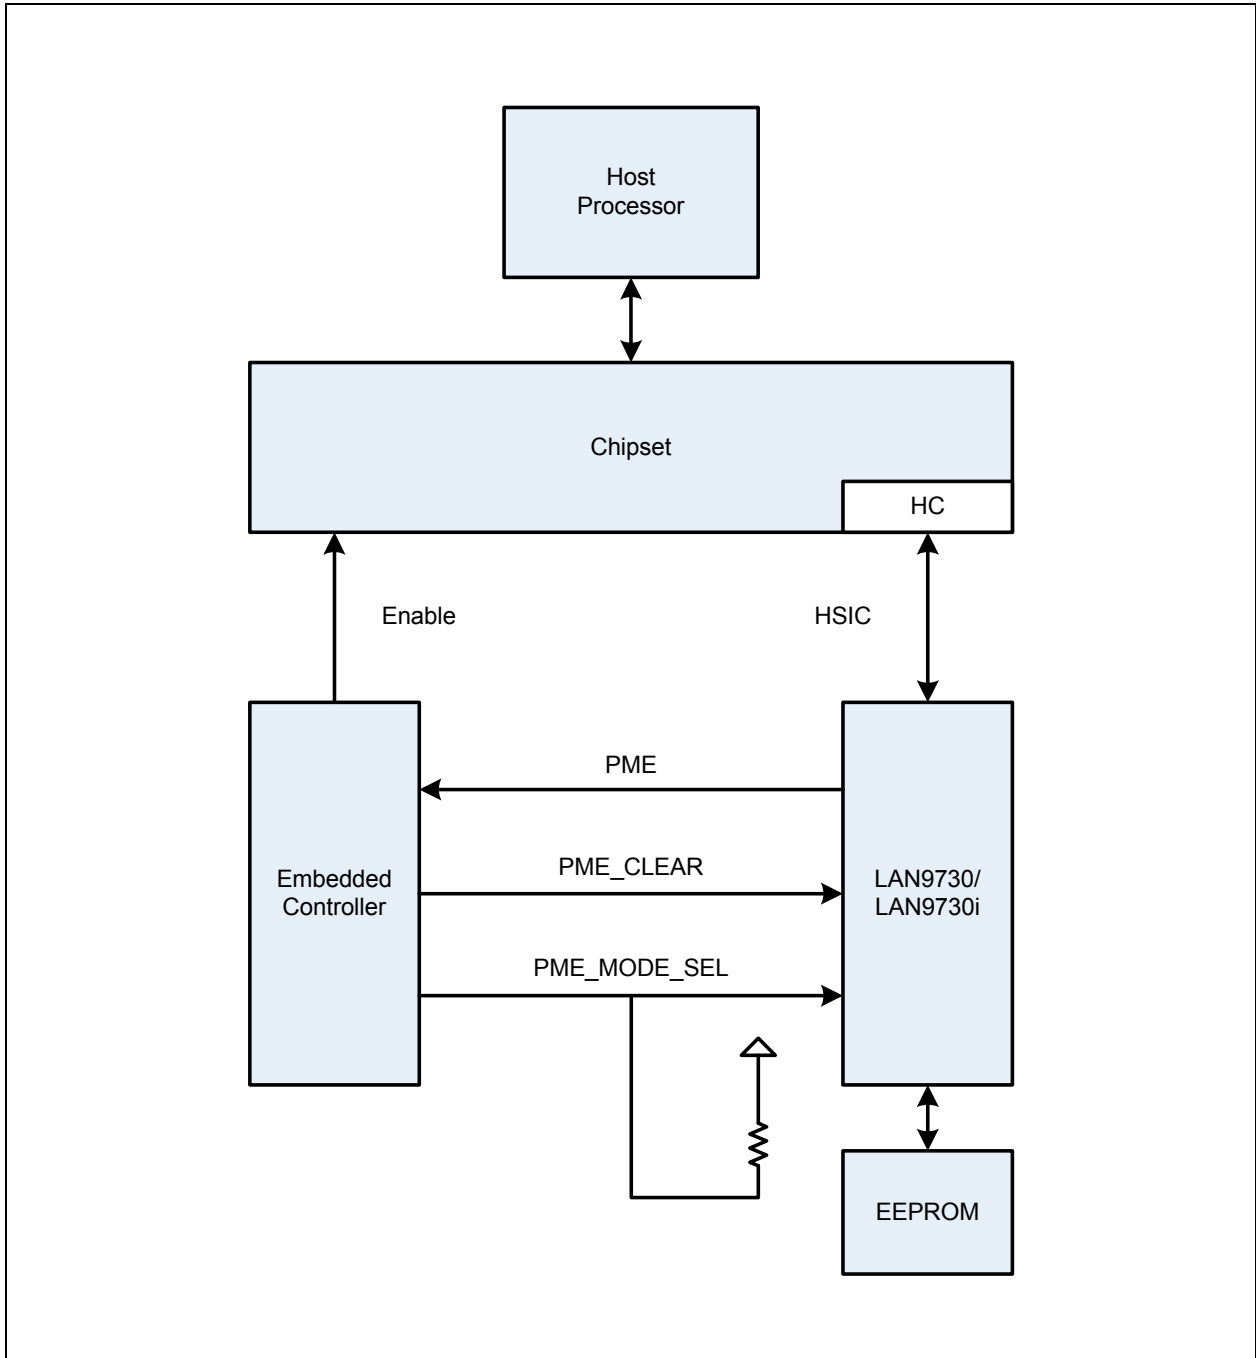 Host
Processor
Chipset
HC
Enable
HSIC
PME
PME_CLEAR
Embedded
Controller
LAN9730/
LAN9730i
PME_MODE_SEL
EEPROM